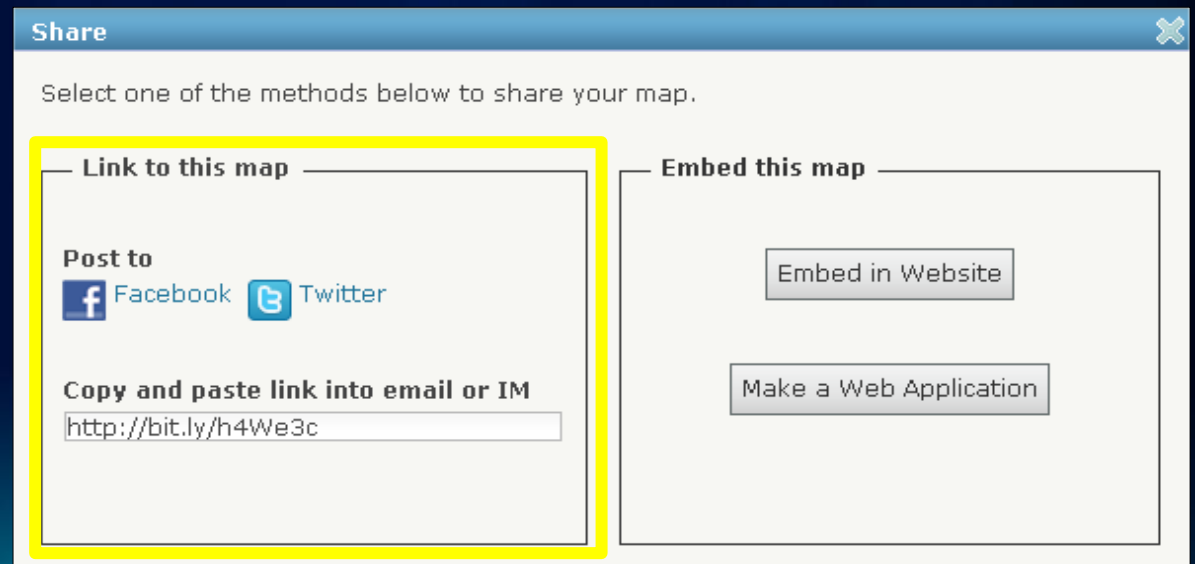 Share
Select one of the methods below to share your map.
Link to this map
Post to
Facebook Twitter
Copy and paste link into email or IM
http://bit.ly/h4We3c
Embed this map
Embed in Website
Make a Web Application